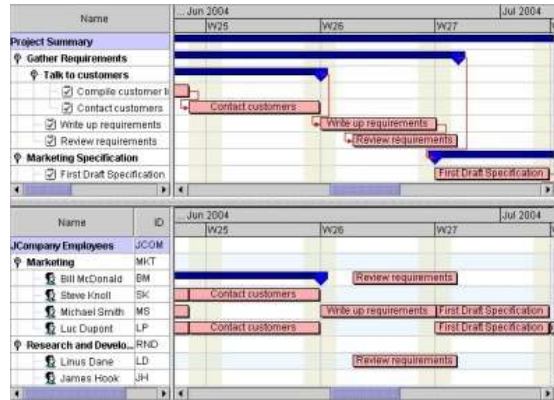 Name
... Jun 2004
Jul 2004
W25
W26
W27
Project Summary
Gather Requirements
Talk to customers
Compile customer li
Contact customers
Contact customers
Write up requirements
Write up requirements
Review requirements
Review requirements
Marketing Specification
First Draft Specification
First Draft Specification
Name
ID
... Jun 2004
Jul 2004
W25
W26
W27
JCompany Employees
JCOM
Marketing
MKT
Bill McDonald
BM
Review requirements
Steve Knoll
SK
Contact customers
Michael Smith
MS
Write up requirements
First Draft Specification
Luc Dupont
LP
Contact customers
First Draft Specification
Research and Develo...
RND
Linus Dane
LD
Review requirements
James Hook
JH